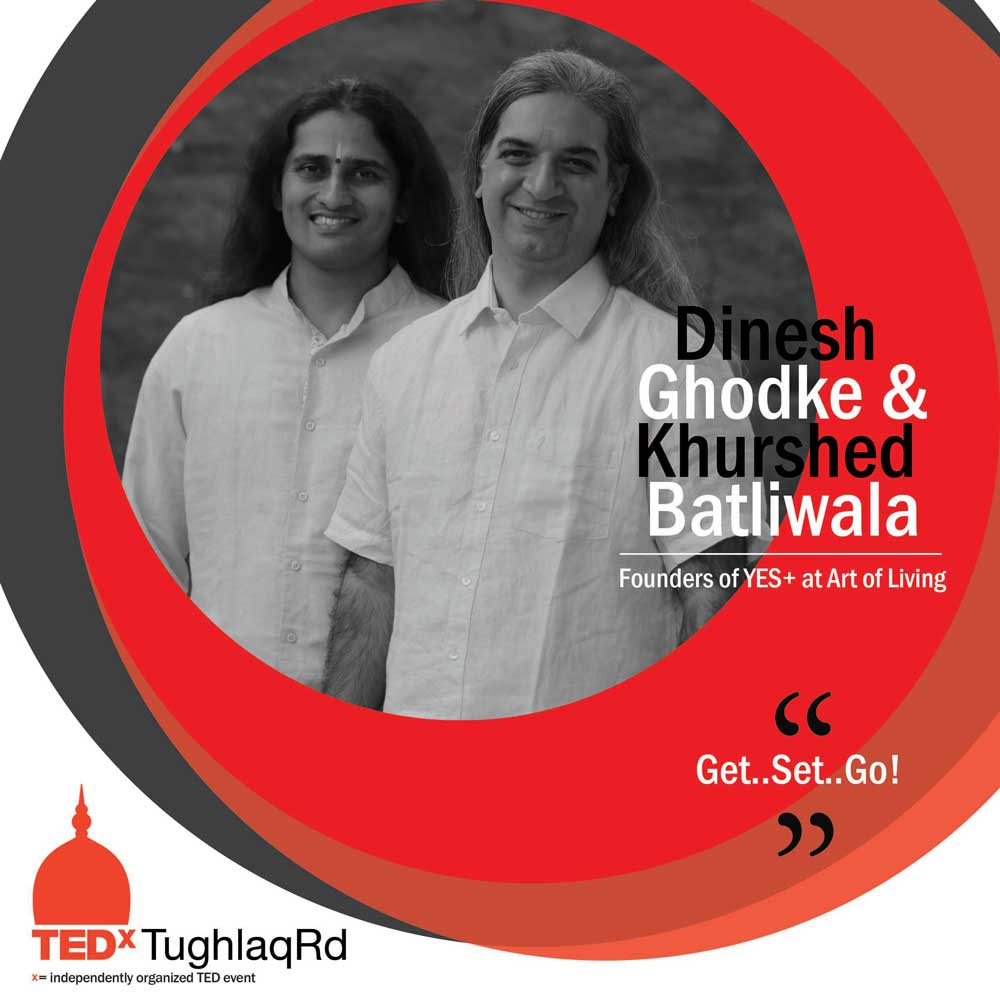 Dinesh
Ghodke &
Khurshed
Batliwala
Founders of YES+ at Art of Living
“
Get..Set..Go!
”
TEDx TughlaqRd
x= independently organized TED event